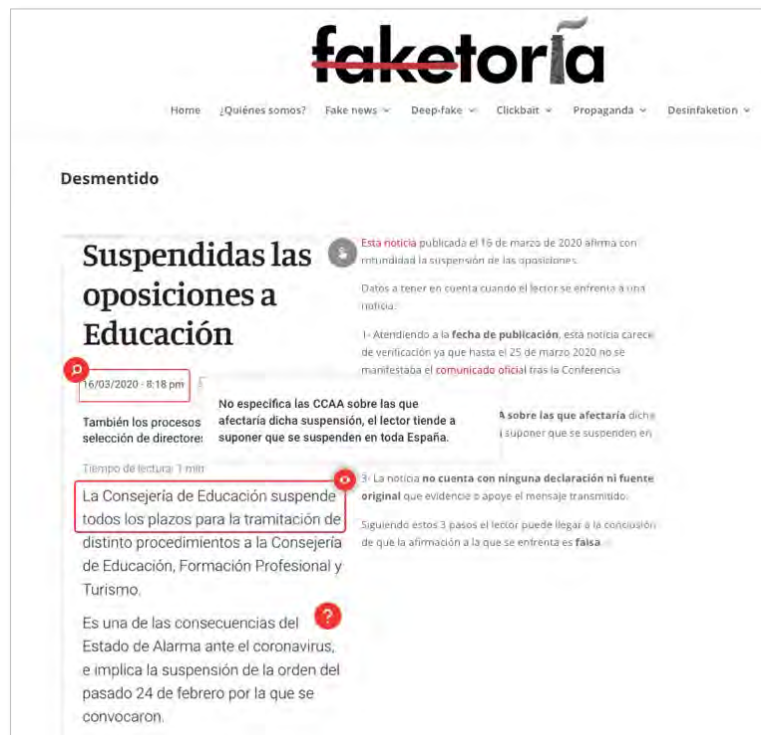 faketoría
Home ¿Quiénes somos? Fake news Deep-fake Clickbait Propaganda Desinfaketion
Desmentido
Suspendidas las
oposiciones a
Educación
16/03/2020 - 8:18 pm
También los procesos
selección de directore
Tiempo de lectura: 1 min
La Consejería de Educación suspende
todos los plazos para la tramitación de
distinto procedimientos a la Consejería
de Educación, Formación Profesional y
Turismo.
Es una de las consecuencias del
Estado de Alarma ante el coronavirus,
e implica la suspensión de la orden del
pasado 24 de febrero por la que se
convocaron.
No especifica las CCAA sobre las que
afectaría dicha suspensión, el lector tiende a
suponer que se suspenden en toda España.
Esta noticia publicada el 16 de marzo de 2020 afirma con
rotundidad la suspensión de las oposiciones.
Datos a tener en cuenta cuando el lector se enfrenta a una
noticia:
1- Atendiendo a la fecha de publicación, esta noticia carece
de verificación ya que hasta el 25 de marzo 2020 no se
manifestaba el comunicado oficial tras la Conferencia
A sobre las que afectaría dicha
suponer que se suspenden en
3- La noticia no cuenta con ninguna declaración ni fuente
original que evidencie o apoye el mensaje transmitido.
Siguiendo estos 3 pasos el lector puede llegar a la conclusión
de que la afirmación a la que se enfrenta es falsa
?